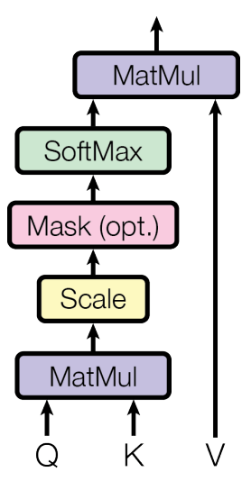 MatMul
SoftMax
Mask (opt.)
Scale
MatMul
Q K V